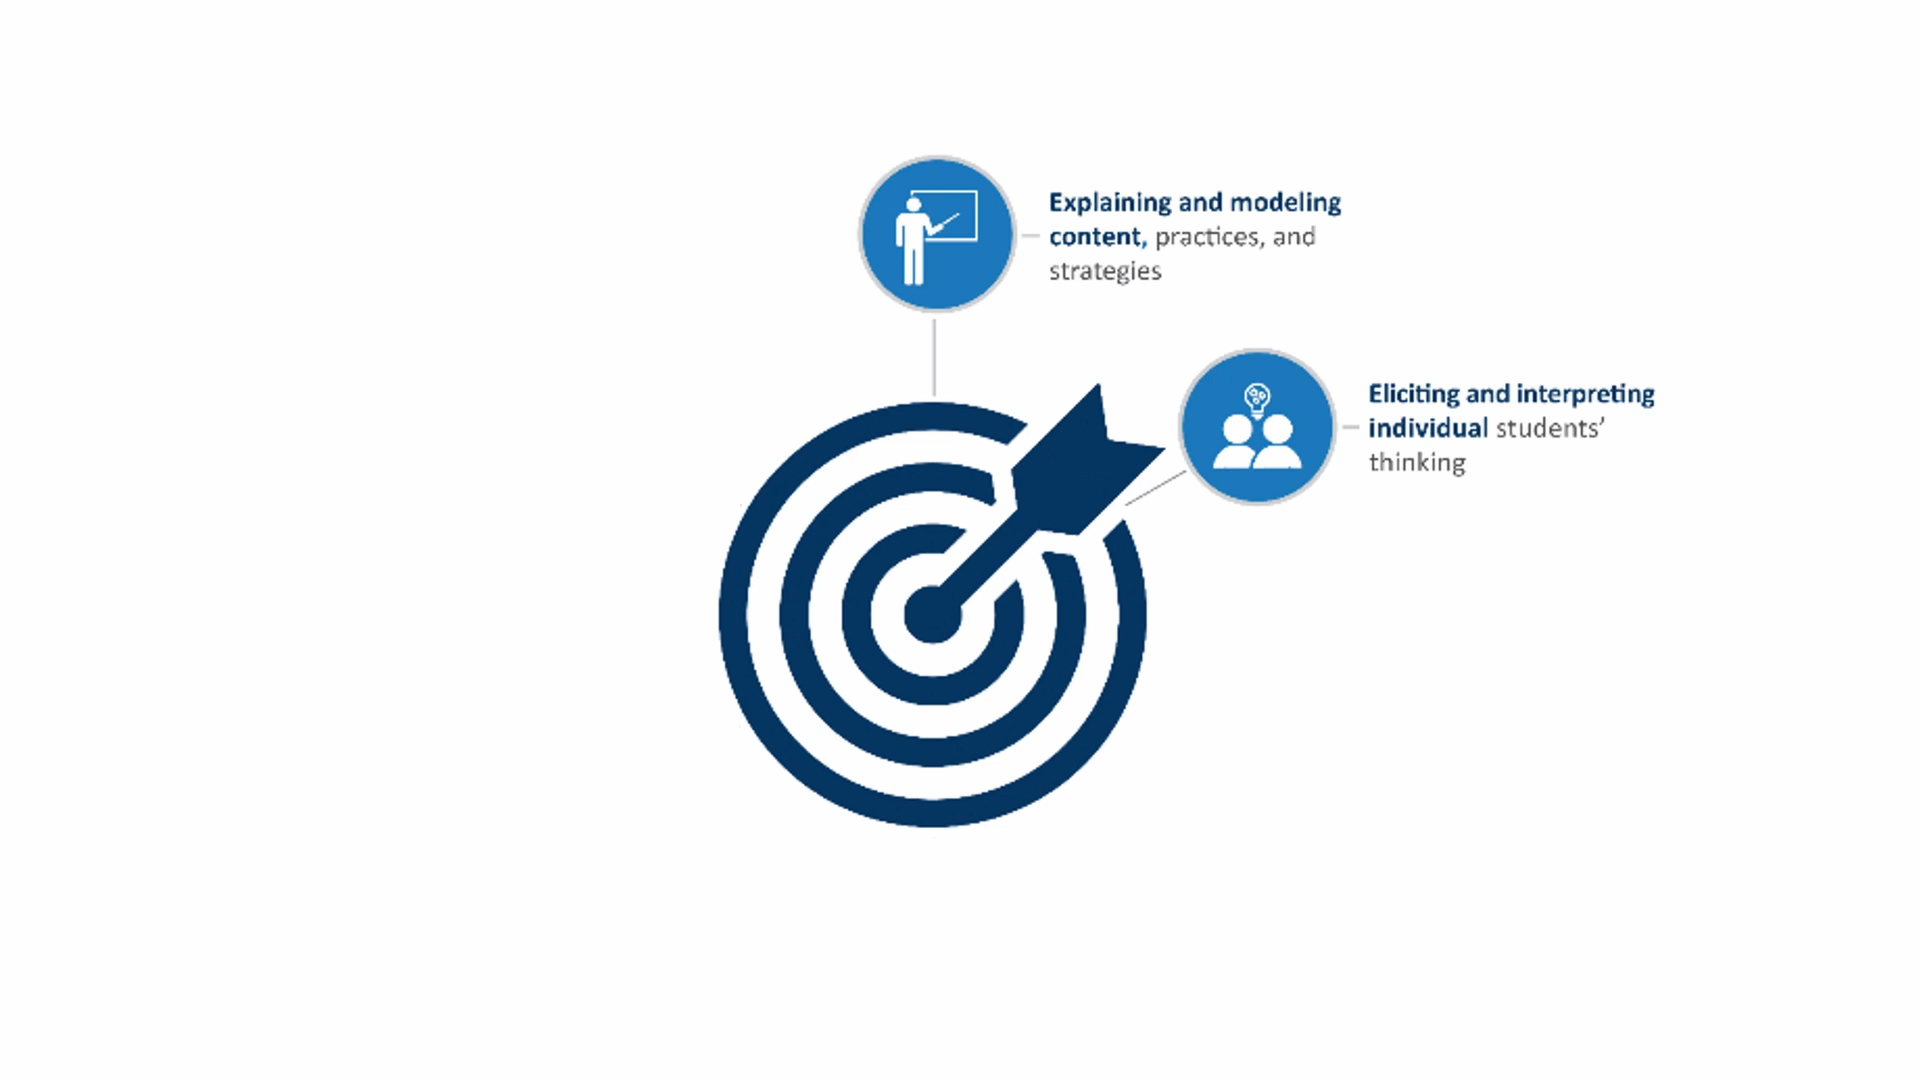 Explaining and modeling
content, practices, and
strategies
Eliciting and interpreting
individual students’
thinking